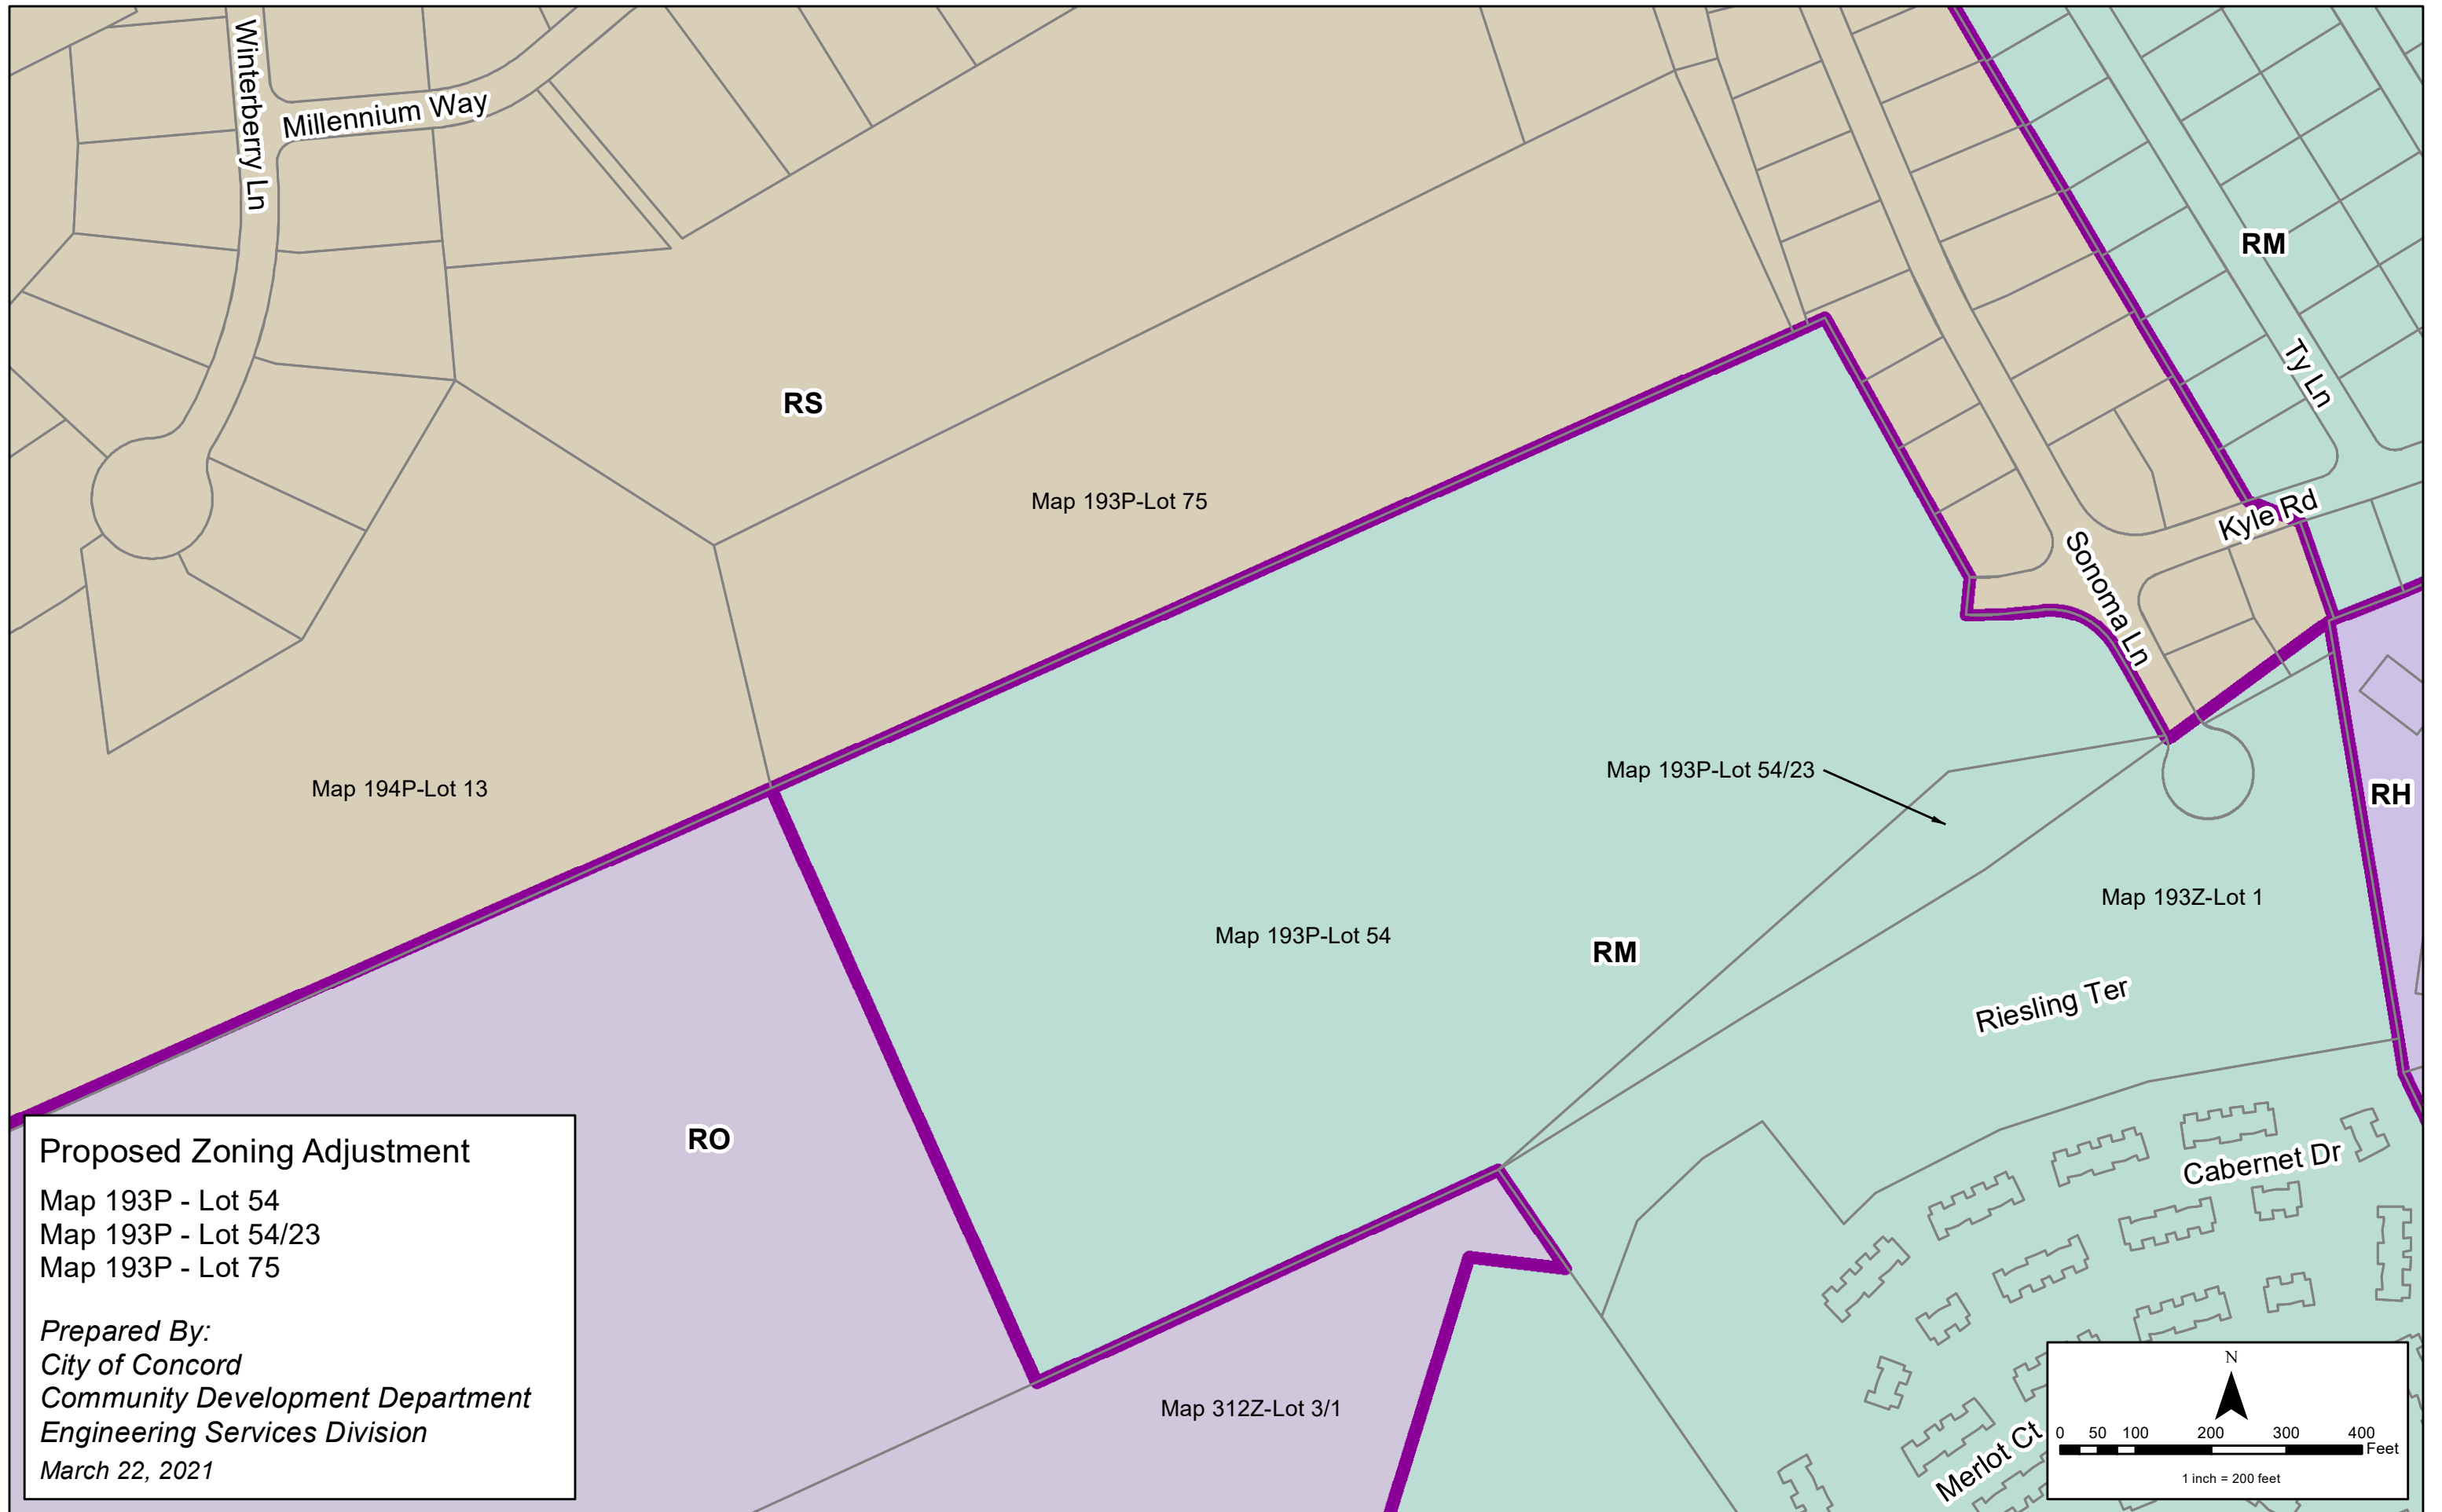 Winterberry Ln
Millennium Way
RS
RM
Ty Ln
Kyle Rd
Sonoma Ln
Map 193P-Lot 75
Map 194P-Lot 13
Map 193P-Lot 54/23
RH
Map 193Z-Lot 1
Map 193P-Lot 54
RM
Riesling Ter
RO
Cabernet Dr
Map 312Z-Lot 3/1
Merlot Ct
Proposed Zoning Adjustment
Map 193P - Lot 54
Map 193P - Lot 54/23
Map 193P - Lot 75
Prepared By:
City of Concord
Community Development Department
Engineering Services Division
March 22, 2021
N
0 50 100 200 300 400
Feet
1 inch = 200 feet